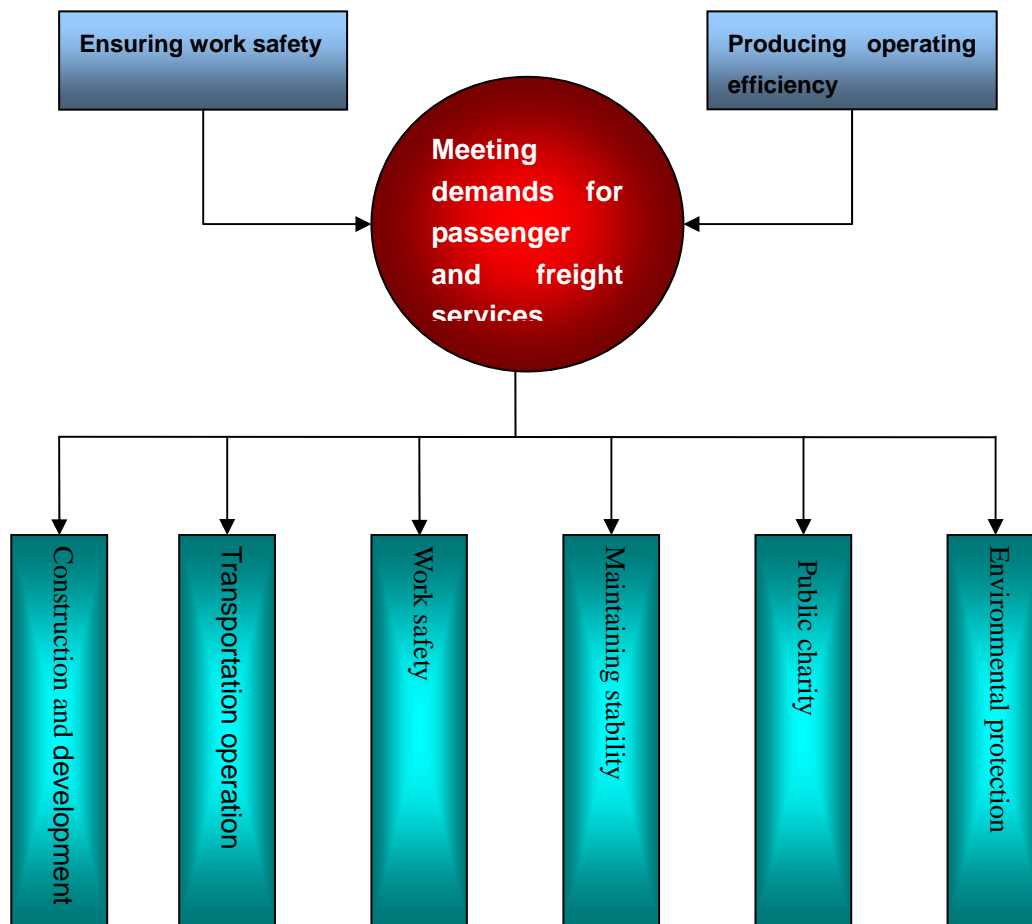 Ensuring work safety
Producing operating
efficiency
Meeting
demands for
passenger
and freight
services
Construction and development
Transportation operation
Work safety
Maintaining stability
Public charity
Environmental protection